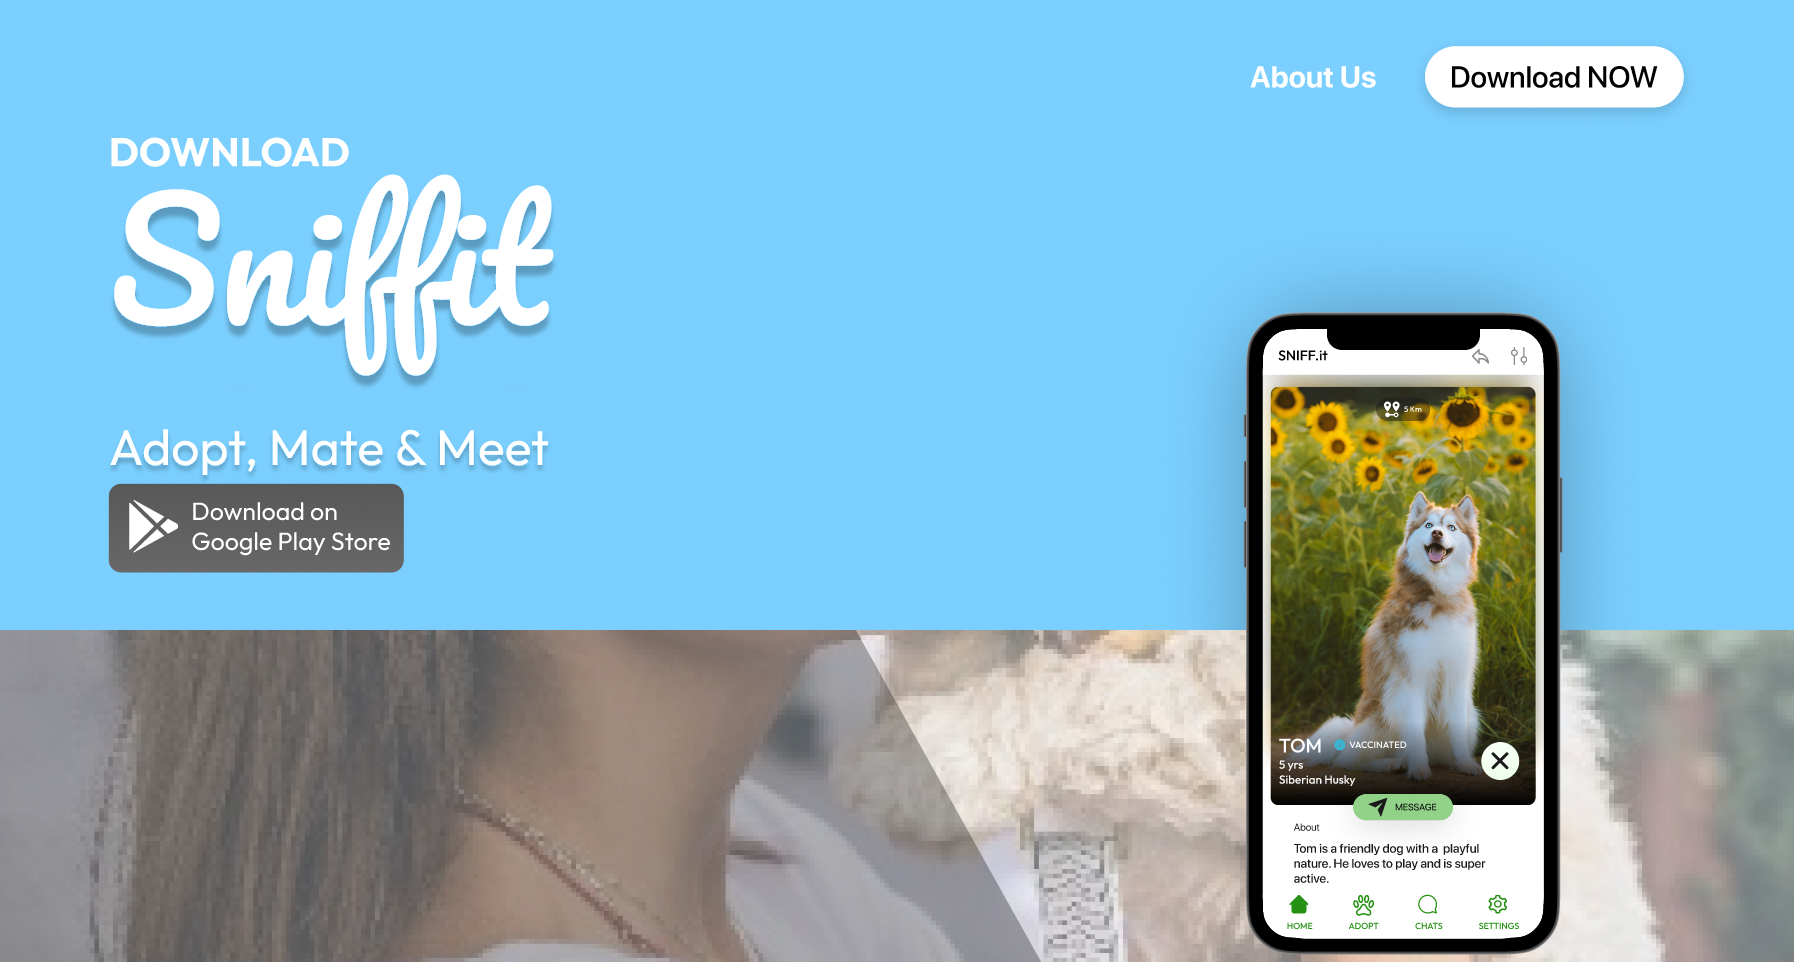 About Us
Download NOW
DOWNLOAD
Sniffit
Adopt, Mate & Meet
Download on
Google Play Store
SNIFF.it
5 Km
TOM
VACCINATED
5 yrs
Siberian Husky
MESSAGE
About
Tom is a friendly dog with a playful
nature. He loves to play and is super
active.
HOME
ADOPT
CHATS
SETTINGS